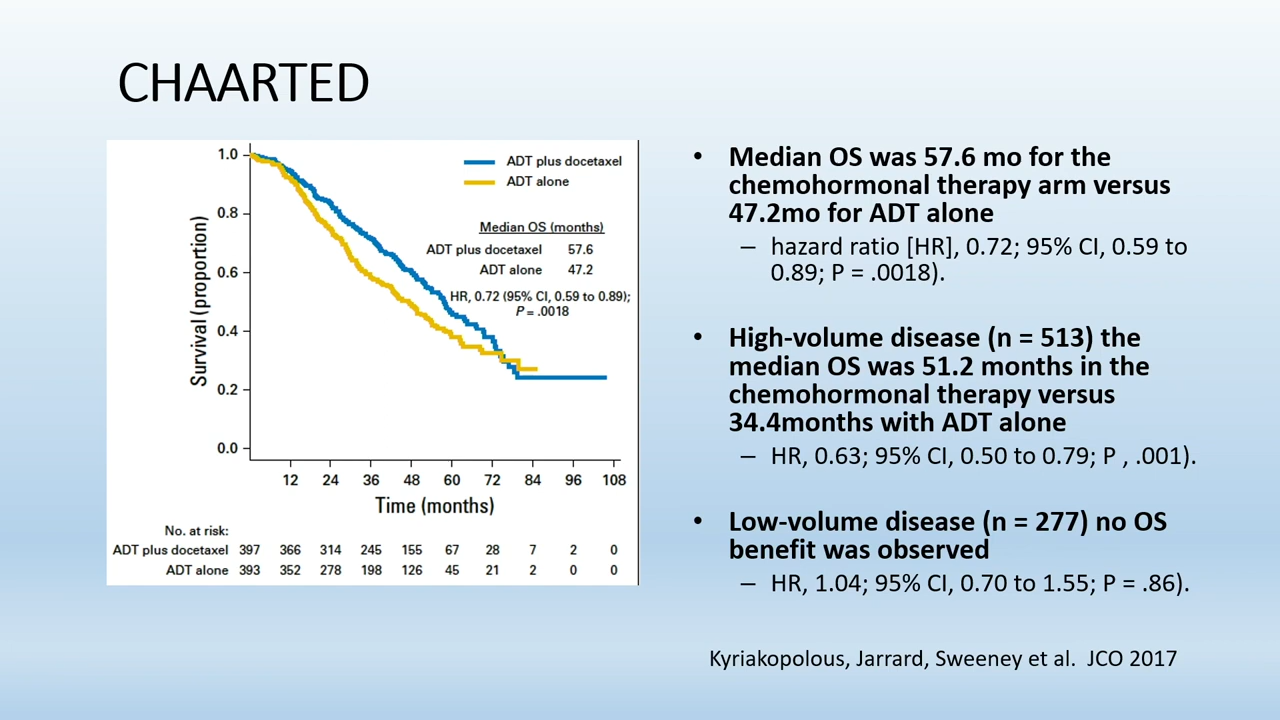 CHAARTED
1.0
0.8
0.6
0.4
0.2
0.0
Survival (proportion)
ADT plus docetaxel
ADT alone
Median OS (months)
ADT plus docetaxel 57.6
ADT alone 47.2
HR, 0.72 (95% CI, 0.59 to 0.89);
P = .0018
12 24 36 48 60 72 84 96 108
Time (months)
No. at risk:
ADT plus docetaxel 397 366 314 245 155 67 28 7 2 0
ADT alone 393 352 278 198 126 45 21 2 0 0
• Median OS was 57.6 mo for the
chemohormonal therapy arm versus
47.2mo for ADT alone
– hazard ratio [HR], 0.72; 95% CI, 0.59 to
0.89; P = .0018).
• High-volume disease (n = 513) the
median OS was 51.2 months in the
chemohormonal therapy versus
34.4months with ADT alone
– HR, 0.63; 95% CI, 0.50 to 0.79; P , .001).
• Low-volume disease (n = 277) no OS
benefit was observed
– HR, 1.04; 95% CI, 0.70 to 1.55; P = .86).
Kyriakopolous, Jarrard, Sweeney et al. JCO 2017